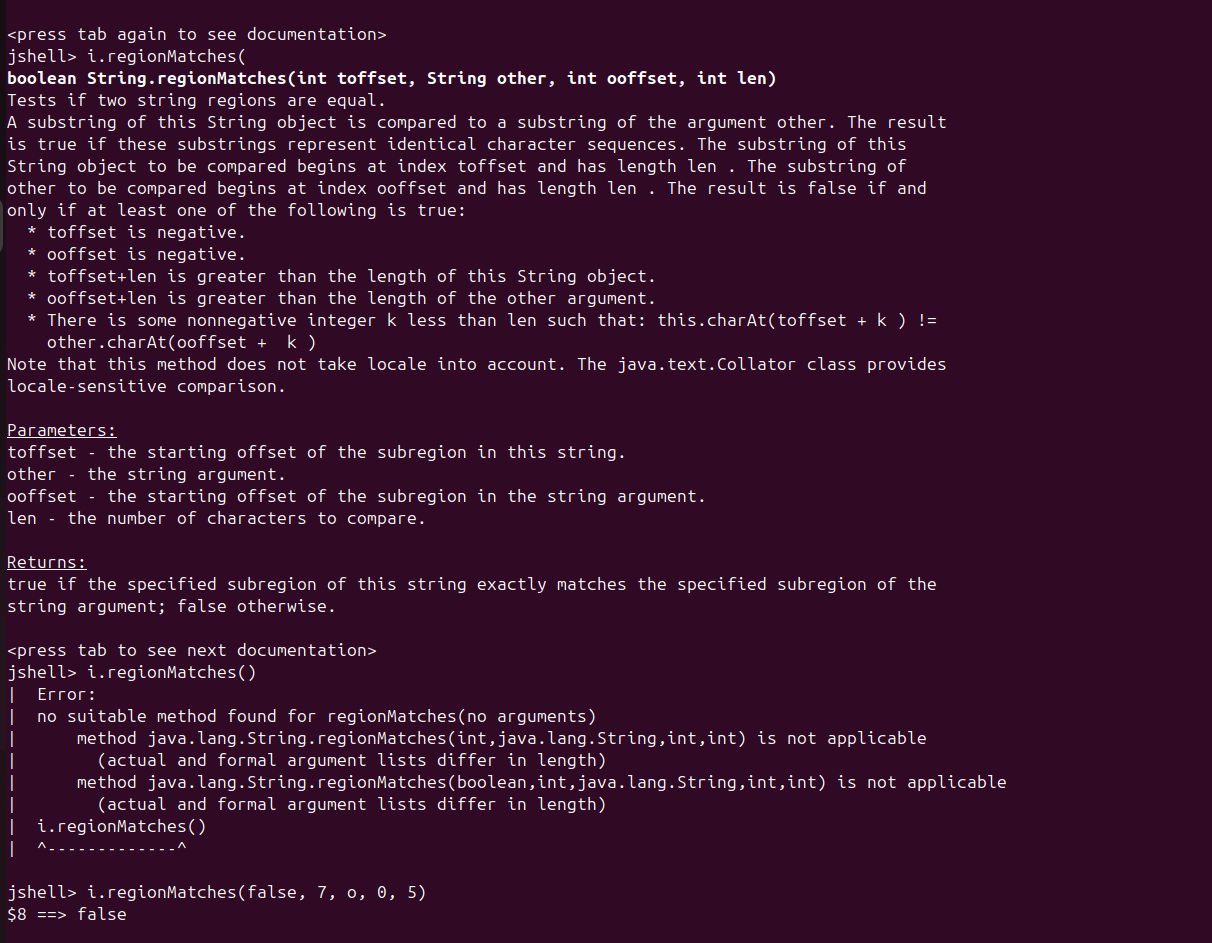 <press tab again to see documentation>
jshell> i.regionMatches(
boolean String.regionMatches(int toffset, String other, int ooffset, int len)
Tests if two string regions are equal.
A substring of this String object is compared to a substring of the argument other. The result
is true if these substrings represent identical character sequences. The substring of this
String object to be compared begins at index toffset and has length len . The substring of
other to be compared begins at index ooffset and has length len . The result is false if and
only if at least one of the following is true:
  * toffset is negative.
  * ooffset is negative.
  * toffset+len is greater than the length of this String object.
  * ooffset+len is greater than the length of the other argument.
  * There is some nonnegative integer k less than len such that: this.charAt(toffset + k ) !=
    other.charAt(ooffset +  k )
Note that this method does not take locale into account. The java.text.Collator class provides
locale-sensitive comparison.

Parameters:
toffset - the starting offset of the subregion in this string.
other - the string argument.
ooffset - the starting offset of the subregion in the string argument.
len - the number of characters to compare.

Returns:
true if the specified subregion of this string exactly matches the specified subregion of the
string argument; false otherwise.

<press tab to see next documentation>
jshell> i.regionMatches()
|  Error:
|  no suitable method found for regionMatches(no arguments)
|      method java.lang.String.regionMatches(int,java.lang.String,int,int) is not applicable
|        (actual and formal argument lists differ in length)
|      method java.lang.String.regionMatches(boolean,int,java.lang.String,int,int) is not applicable
|        (actual and formal argument lists differ in length)
|  i.regionMatches()
|  ^-------------^

jshell> i.regionMatches(false, 7, o, 0, 5)
$8 ==> false